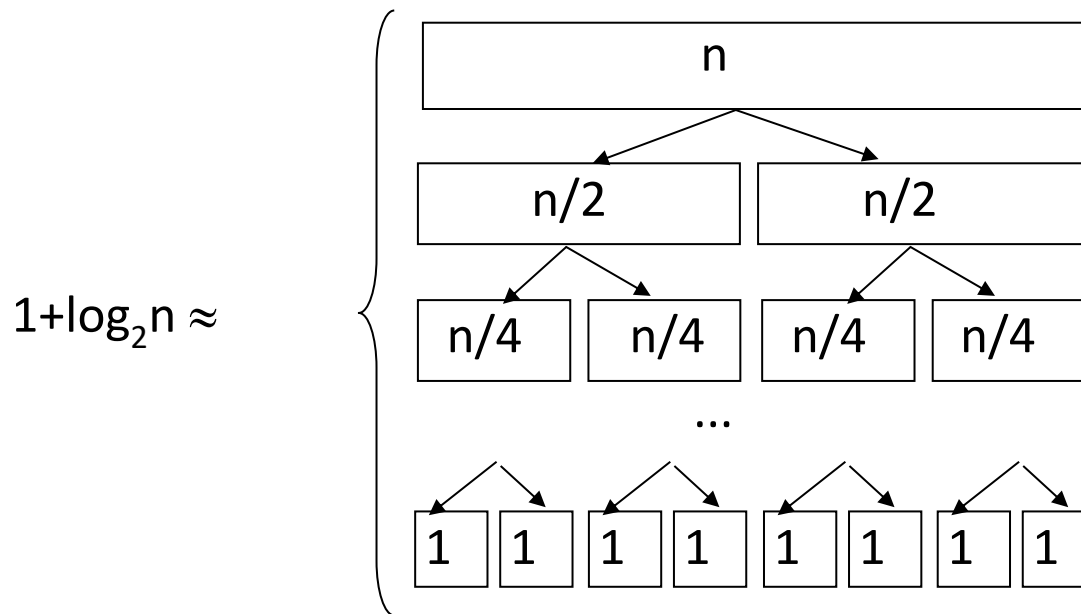 n
n/2 n/2
1+log₂n ≈
n/4 n/4 n/4 n/4
...
1 1 1 1 1 1 1 1